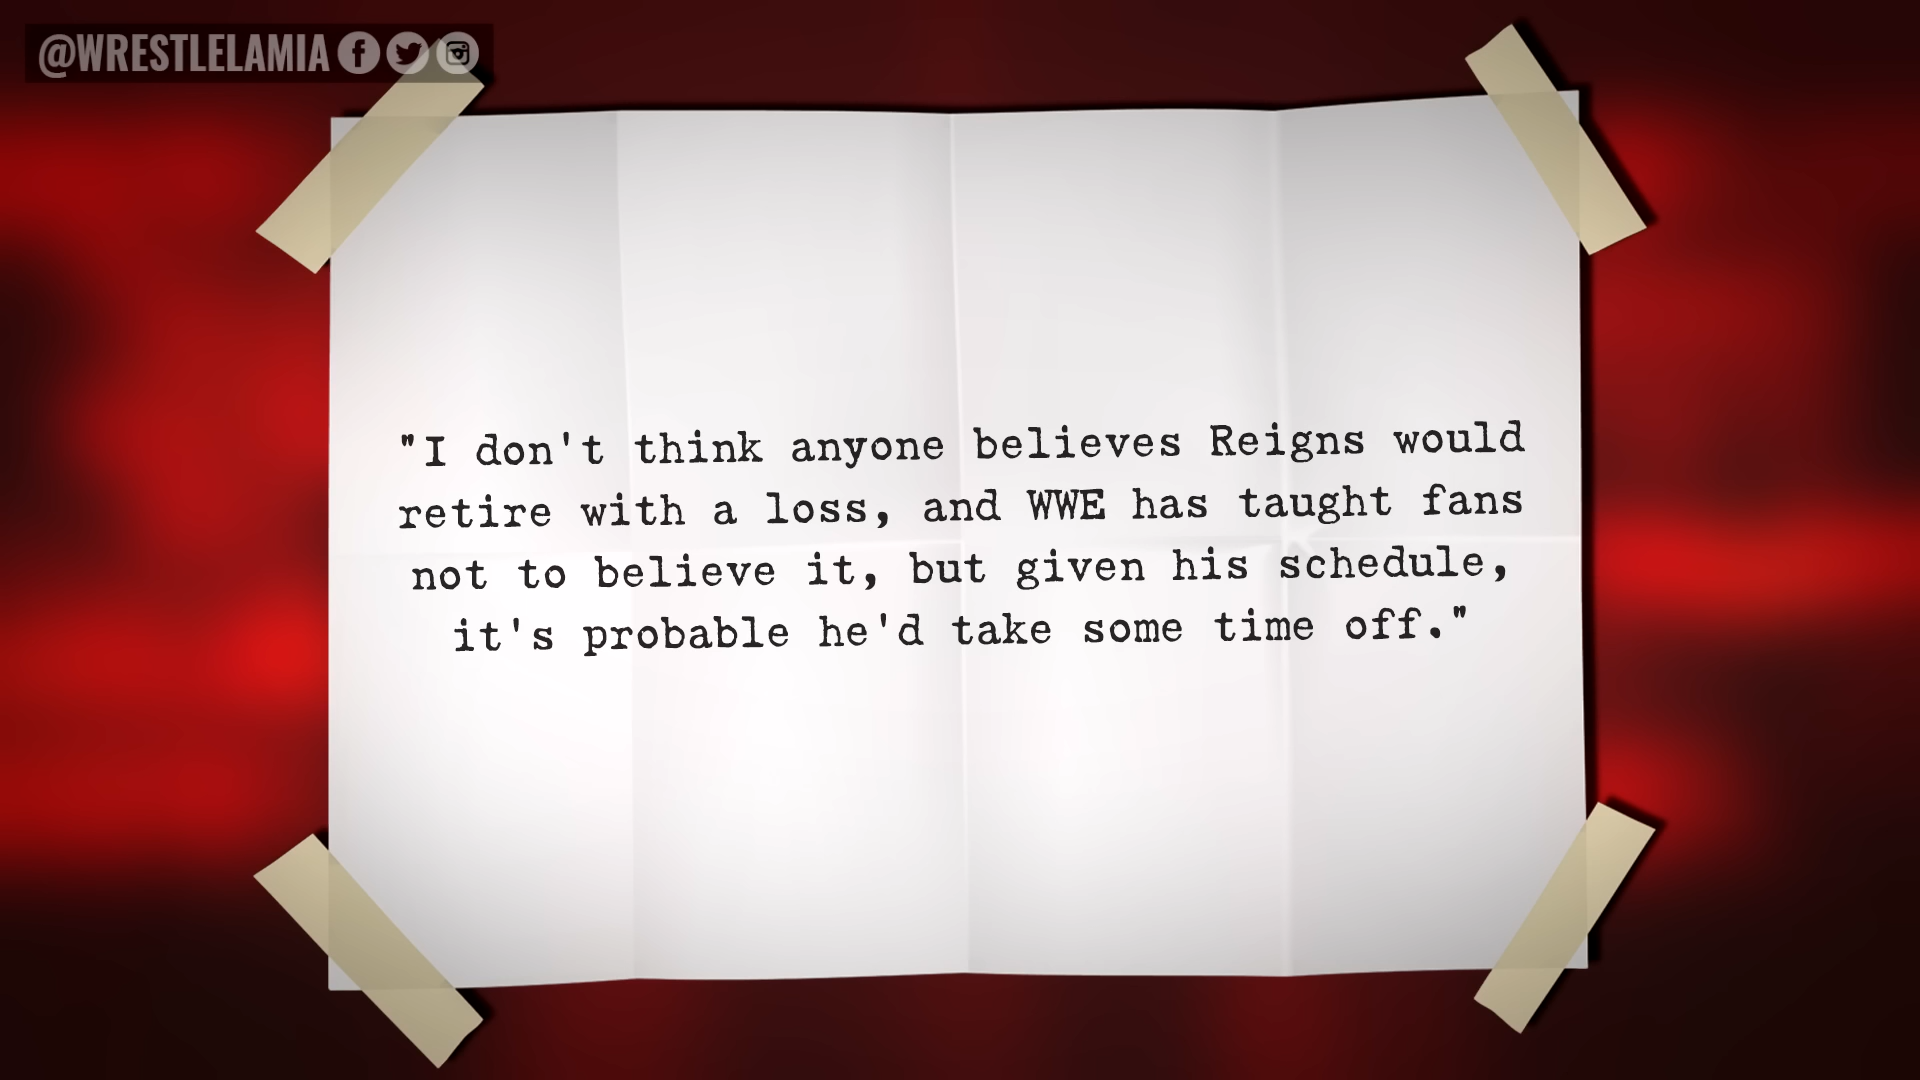 @WRESTLELAMIA
"I don't think anyone believes Reigns would
retire with a loss, and WWE has taught fans
not to believe it, but given his schedule,
it's probable he'd take some time off."